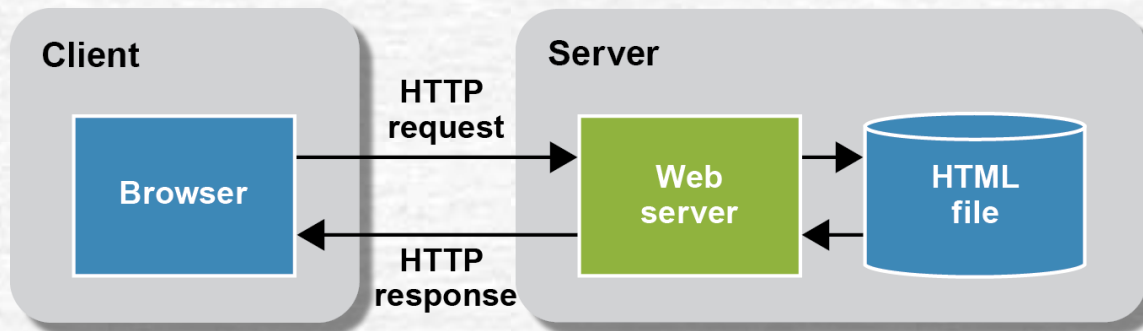 Client
Server
HTTP
request
Browser
Web
server
HTML
file
HTTP
response